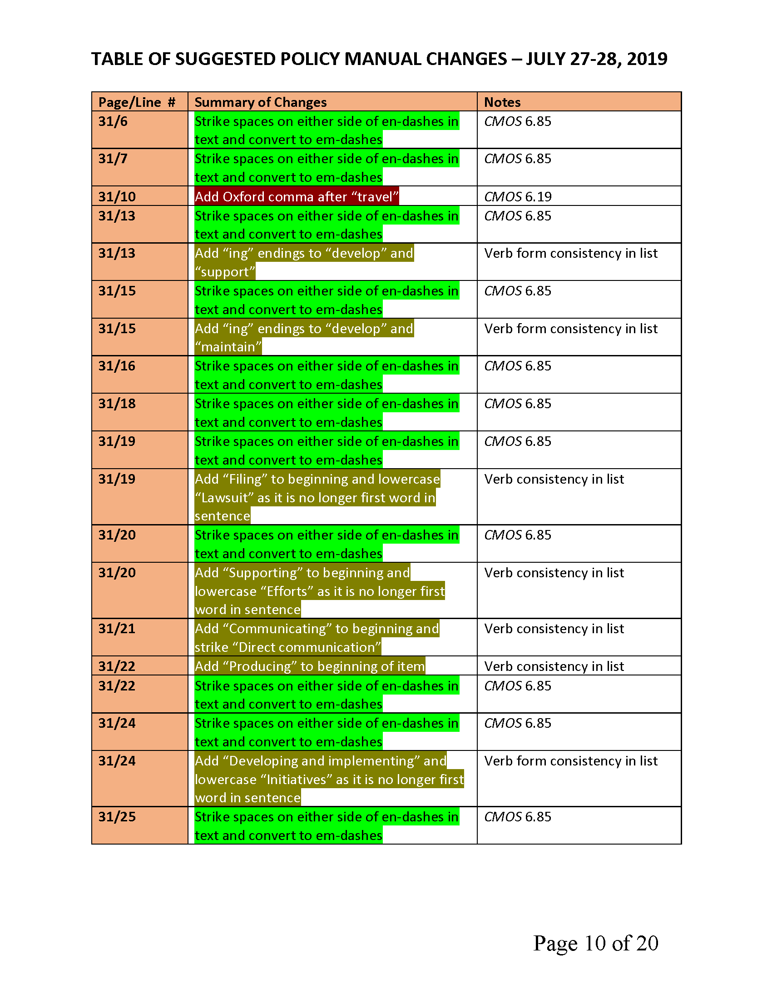 TABLE OF SUGGESTED POLICY MANUAL CHANGES – JULY 27-28, 2019
Page/Line # Summary of Changes Notes
31/6 Strike spaces on either side of en-dashes in CMOS 6.85
text and convert to em-dashes
31/7 Strike spaces on either side of en-dashes in CMOS 6.85
text and convert to em-dashes
31/10 Add Oxford comma after “travel” CMOS 6.19
31/13 Strike spaces on either side of en-dashes in CMOS 6.85
text and convert to em-dashes
31/13 Add “ing” endings to “develop” and Verb form consistency in list
“support”
31/15 Strike spaces on either side of en-dashes in CMOS 6.85
text and convert to em-dashes
31/15 Add “ing” endings to “develop” and Verb form consistency in list
“maintain”
31/16 Strike spaces on either side of en-dashes in CMOS 6.85
text and convert to em-dashes
31/18 Strike spaces on either side of en-dashes in CMOS 6.85
text and convert to em-dashes
31/19 Strike spaces on either side of en-dashes in CMOS 6.85
text and convert to em-dashes
31/19 Add “Filing” to beginning and lowercase Verb consistency in list
“Lawsuit” as it is no longer first word in
sentence
31/20 Strike spaces on either side of en-dashes in CMOS 6.85
text and convert to em-dashes
31/20 Add “Supporting” to beginning and Verb consistency in list
lowercase “Efforts” as it is no longer first
word in sentence
31/21 Add “Communicating” to beginning and Verb consistency in list
strike “Direct communication”
31/22 Add “Producing” to beginning of item Verb consistency in list
31/22 Strike spaces on either side of en-dashes in CMOS 6.85
text and convert to em-dashes
31/24 Strike spaces on either side of en-dashes in CMOS 6.85
text and convert to em-dashes
31/24 Add “Developing and implementing” and Verb form consistency in list
lowercase “Initiatives” as it is no longer first
word in sentence
31/25 Strike spaces on either side of en-dashes in CMOS 6.85
text and convert to em-dashes
Page 10 of 20